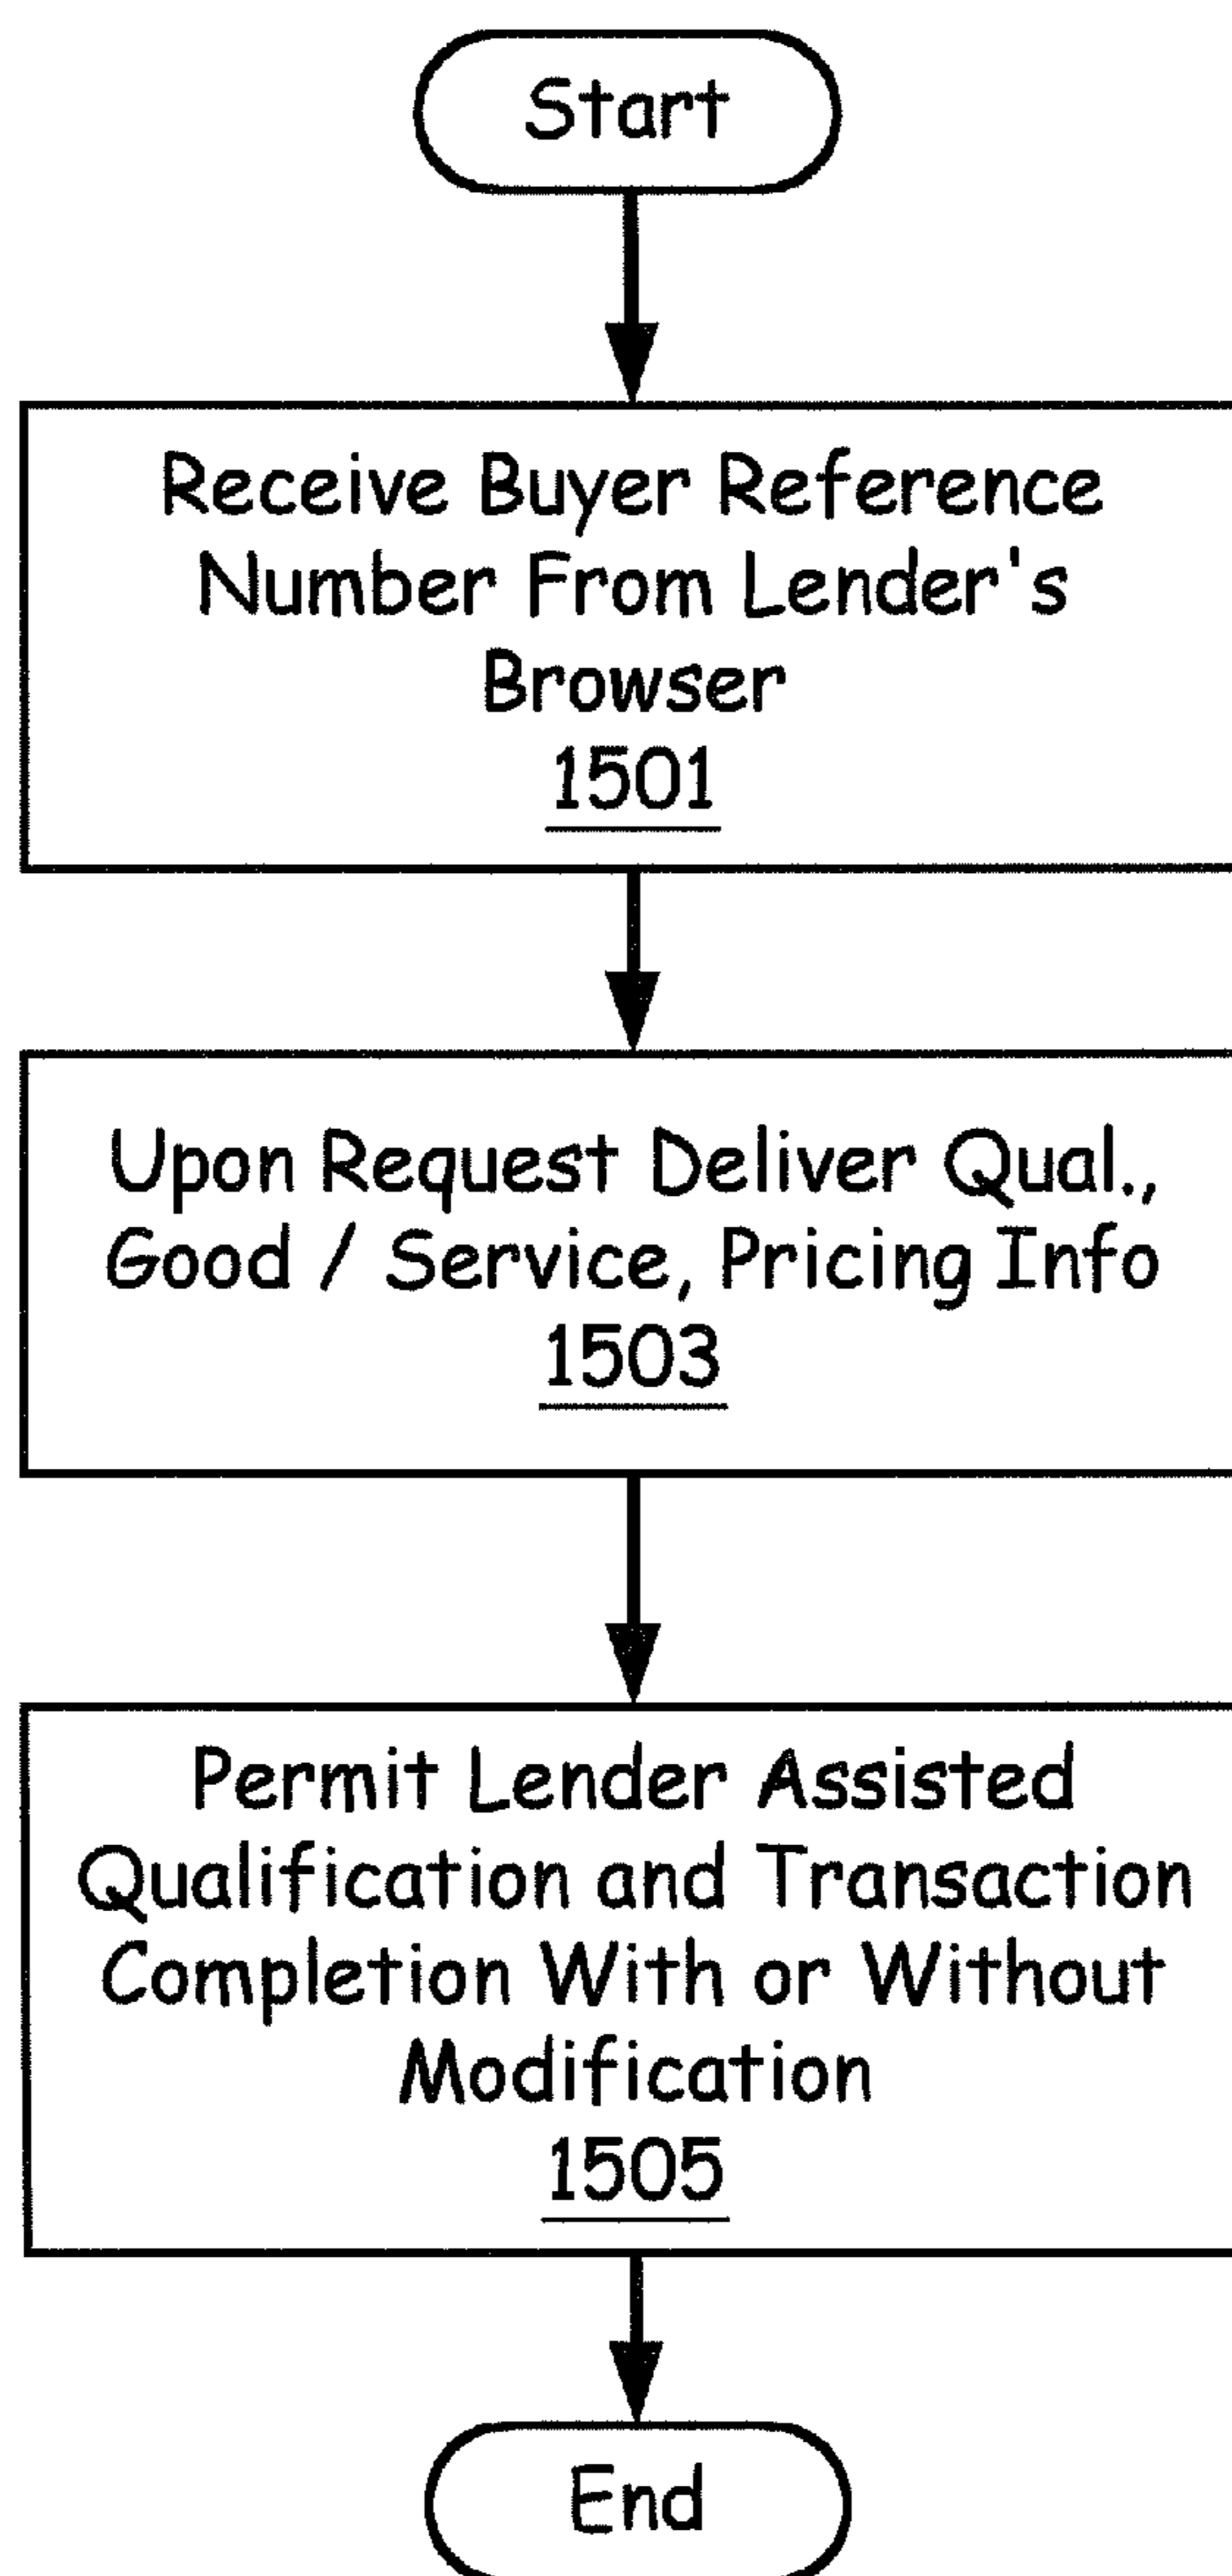 Start
Receive Buyer Reference
Number From Lender's
Browser
1501
Upon Request Deliver Qual.,
Good / Service, Pricing Info
1503
Permit Lender Assisted
Qualification and Transaction
Completion With or Without
Modification
1505
End